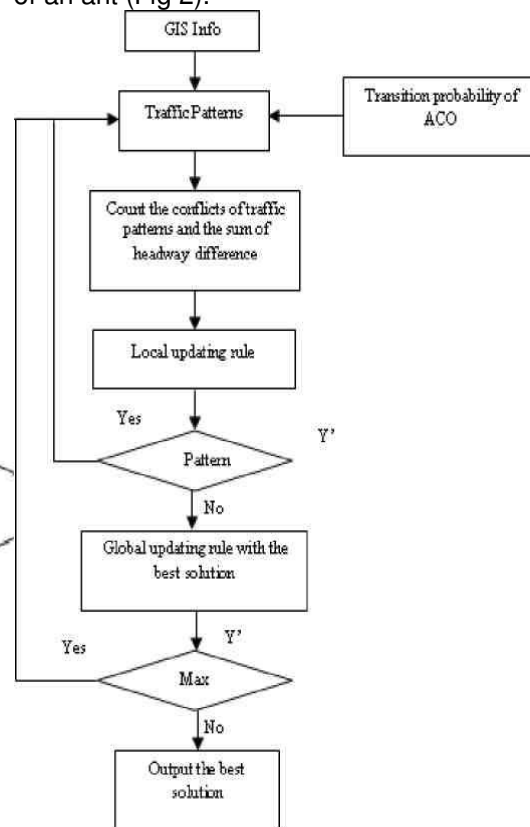 of an ant (Fig 2).
GIS Info
Traffic Patterns
Transition probability of
ACO
Count the conflicts of traffic
patterns and the sum of
headway difference
Local updating rule
Yes
Y'
Pattern
No
Global updating rule with the
best solution
Yes
Y'
Max
No
Output the best
solution